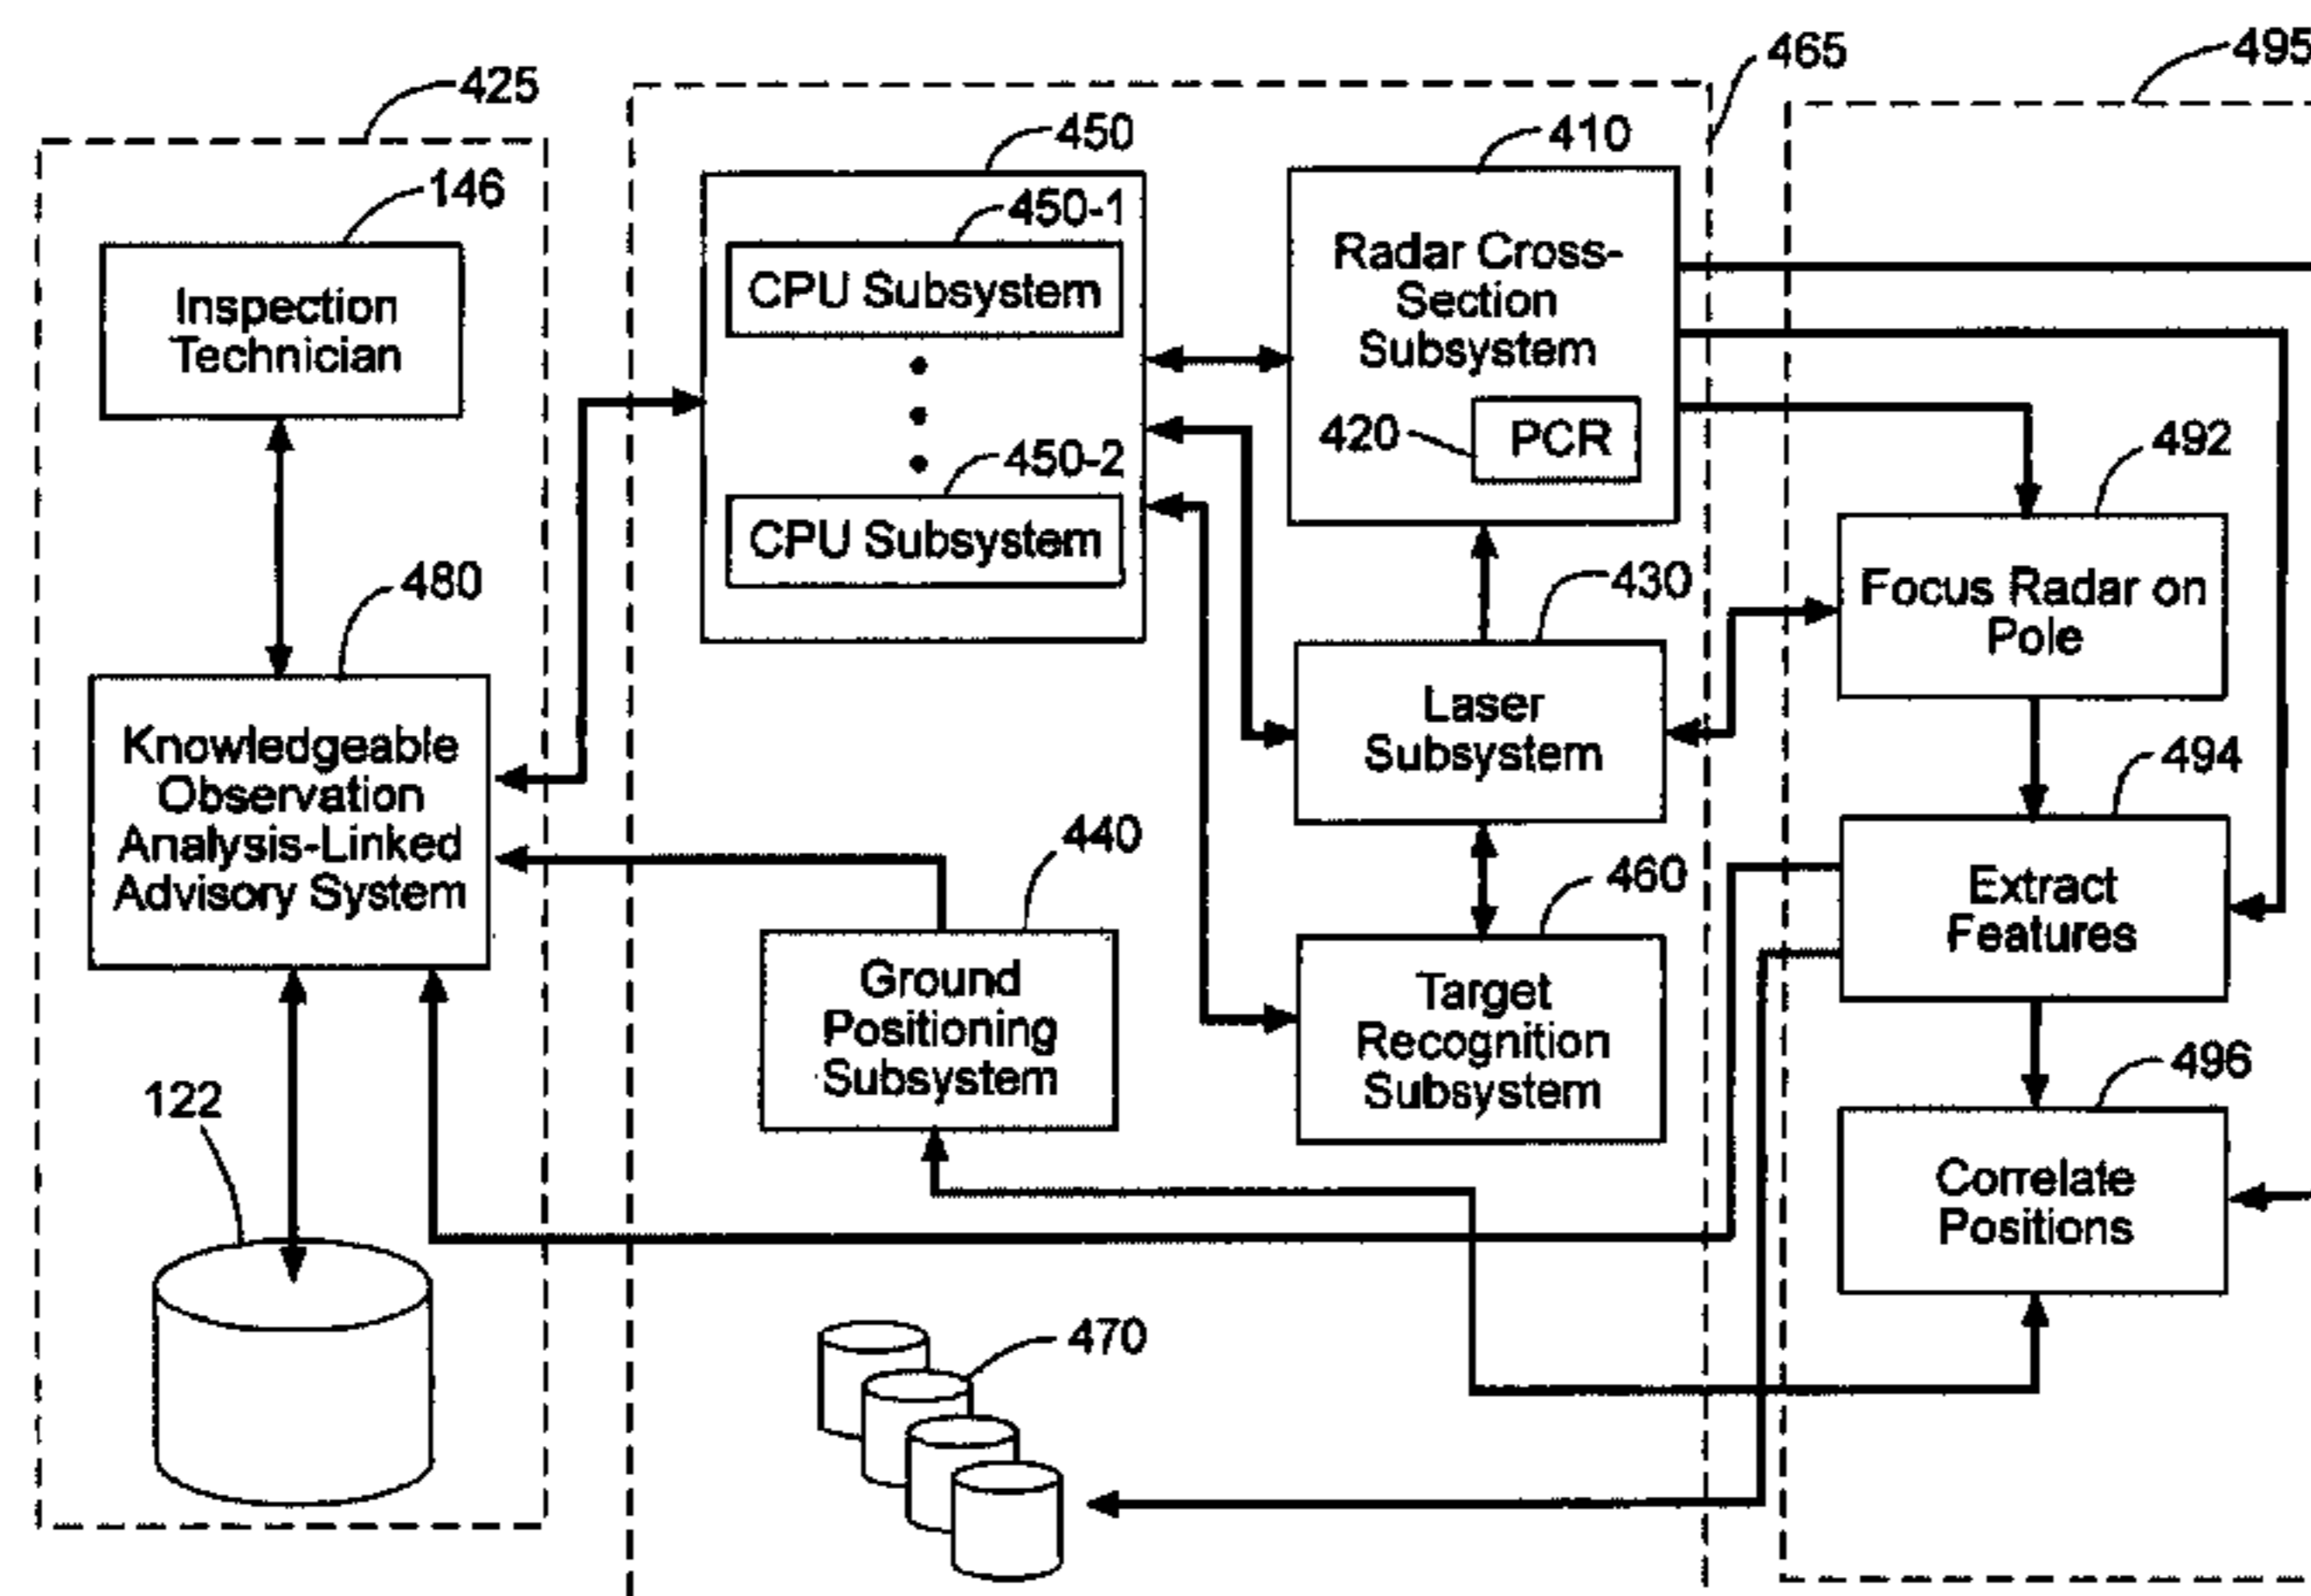 425
146
Inspection
Technician
480
Knowledgeable
Observation
Analysis-Linked
Advisory System
122
465
450
450-1
CPU Subsystem
450-2
CPU Subsystem
410
Radar Cross-
Section
Subsystem
420
PCR
430
Laser
Subsystem
440
Ground
Positioning
Subsystem
460
Target
Recognition
Subsystem
470
495
492
Focus Radar on
Pole
494
Extract
Features
496
Correlate
Positions